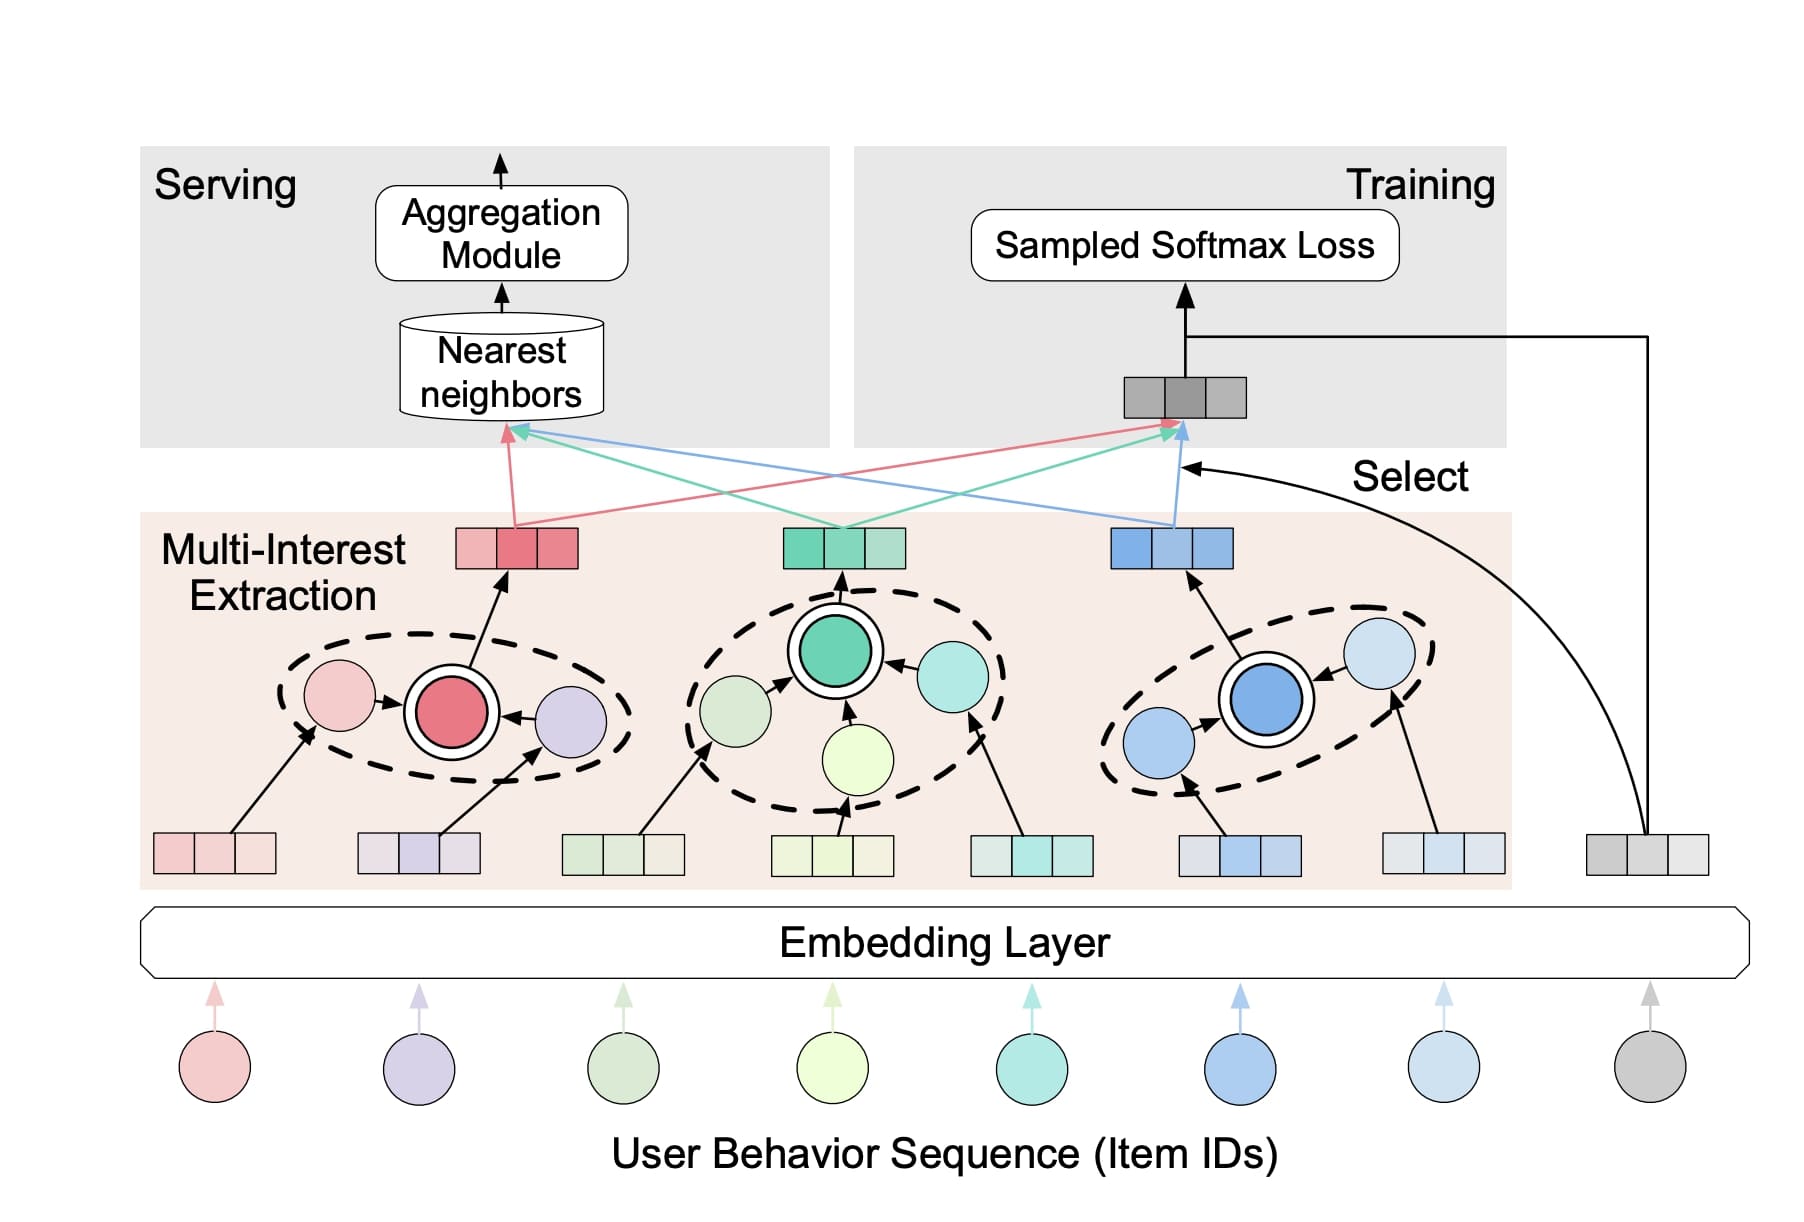 Serving
Aggregation
Module
Nearest
neighbors
Training
Sampled Softmax Loss
Select
Multi-Interest
Extraction
Embedding Layer
User Behavior Sequence (Item IDs)